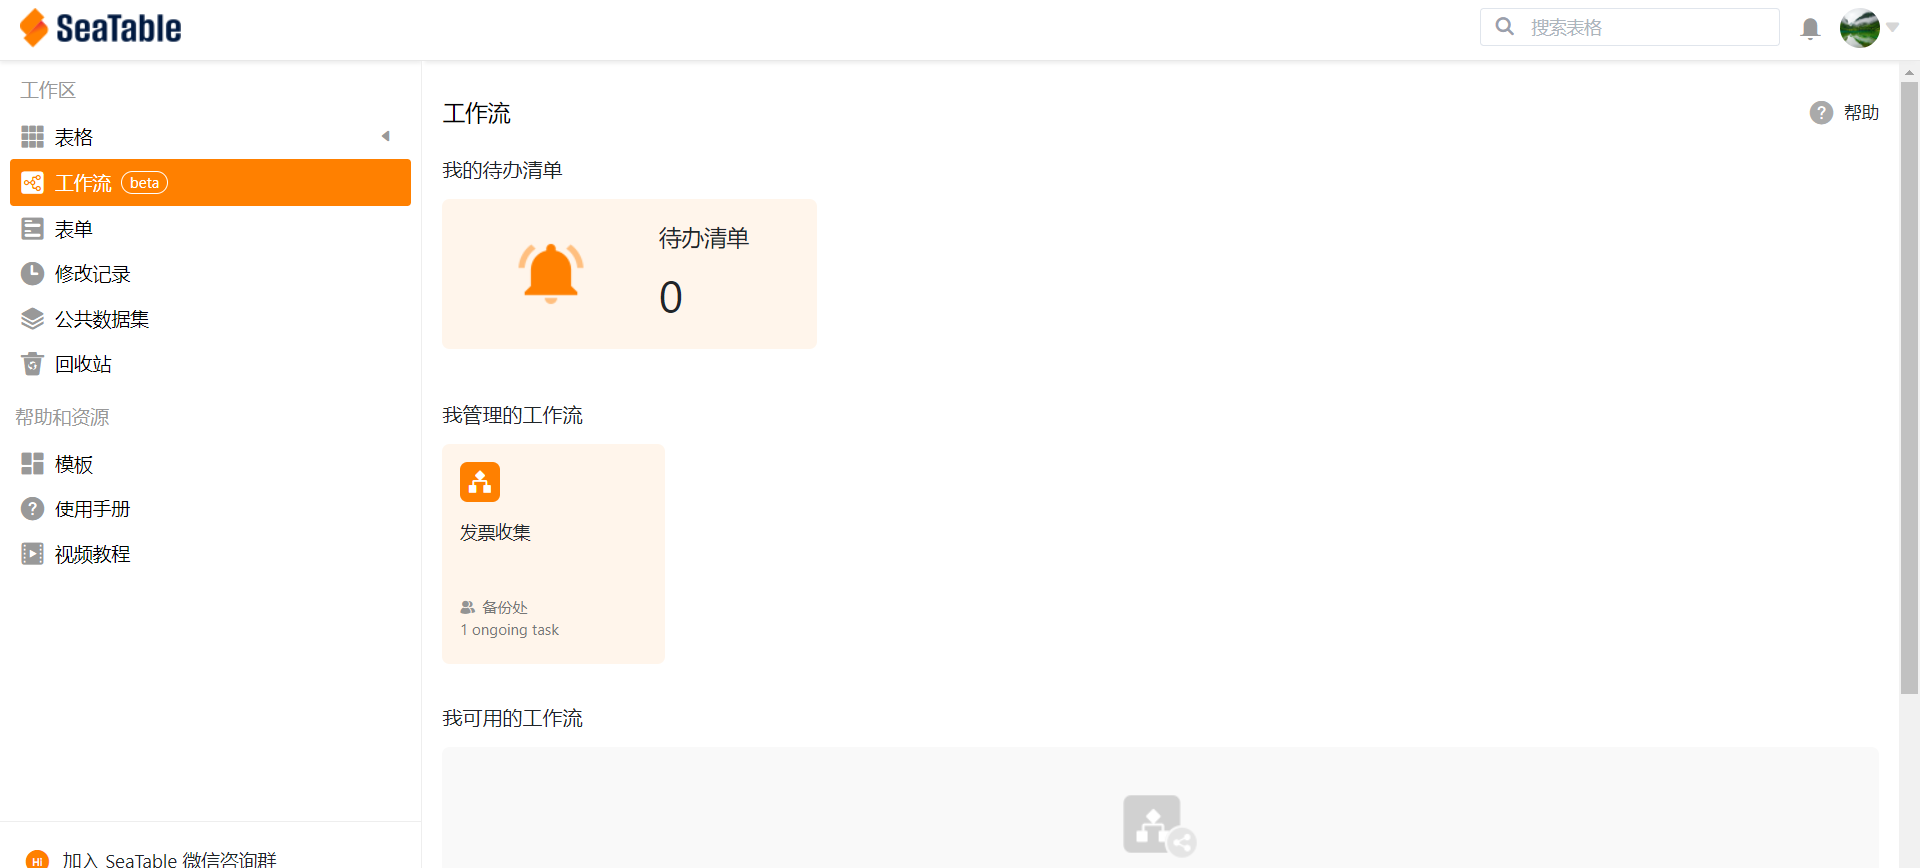 SeaTable
搜索表格
工作区
表格
工作流 beta
表单
修改记录
公共数据集
回收站
帮助和资源
模板
使用手册
视频教程
Hi 加入 SeaTable 微信咨询群
工作流
帮助
我的待办清单
待办清单
0
我管理的工作流
发票收集
备份处
1 ongoing task
我可用的工作流